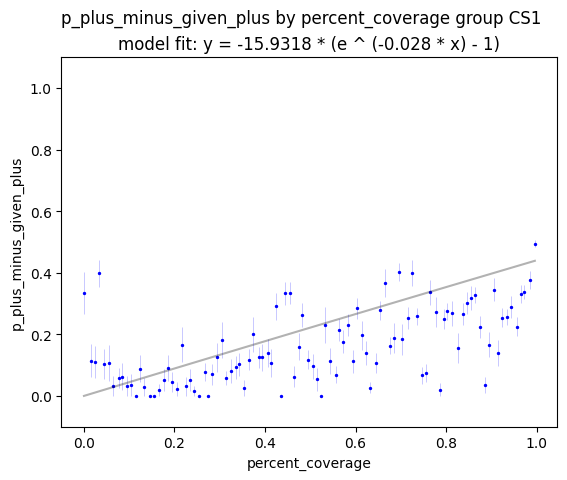 p_plus_minus_given_plus by percent_coverage group CS1
model fit: y = -15.9318 * (e ^ (-0.028 * x) - 1)
1.0
0.8
0.6
0.4
0.2
0.0
p_plus_minus_given_plus
0.0 0.2 0.4 0.6 0.8 1.0
percent_coverage